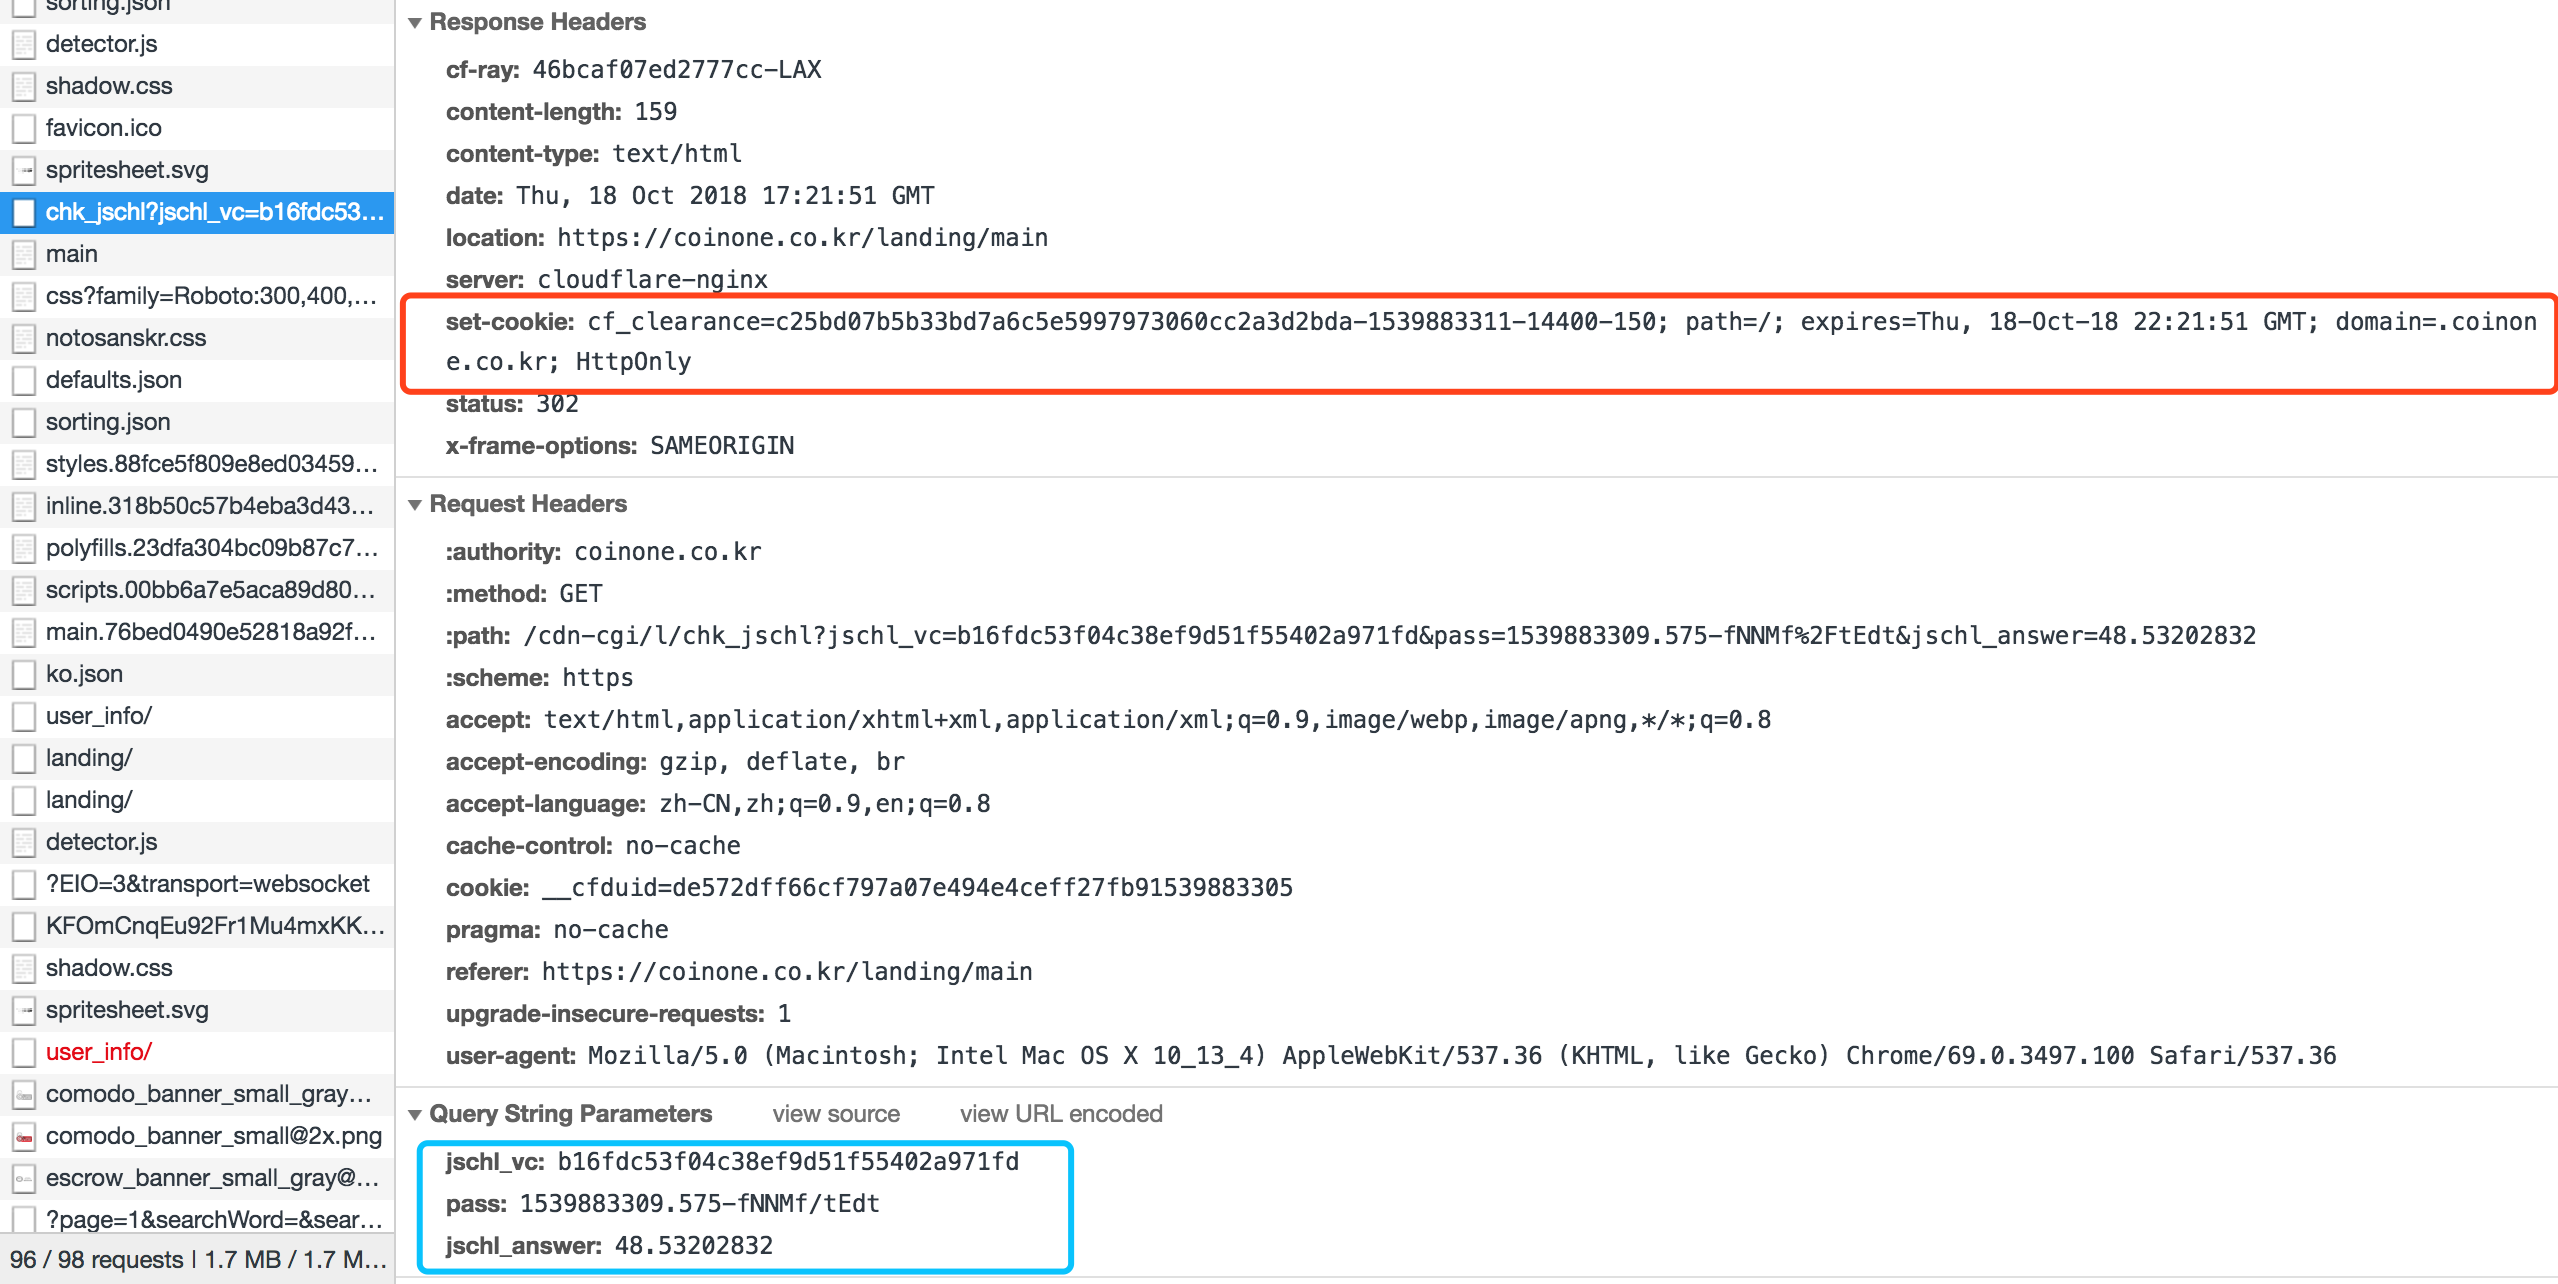 sorting.json
detector.js
shadow.css
favicon.ico
spritesheet.svg
chk_jschl?jschl_vc=b16fdc53...
main
css?family=Roboto:300,400,...
notosanskr.css
defaults.json
sorting.json
styles.88fce5f809e8ed03459...
inline.318b50c57b4eba3d43...
polyfills.23dfa304bc09b87c7...
scripts.00bb6a7e5aca89d80...
main.76bed0490e52818a92f...
ko.json
user_info/
landing/
landing/
detector.js
?EIO=3&transport=websocket
KFOmCnqEu92Fr1Mu4mxKK...
shadow.css
spritesheet.svg
user_info/
comodo_banner_small_gray...
comodo_banner_small@2x.png
escrow_banner_small_gray@...
?page=1&searchWord=&sear...
96 / 98 requests | 1.7 MB / 1.7 M...
Response Headers
cf-ray: 46bcaf07ed2777cc-LAX
content-length: 159
content-type: text/html
date: Thu, 18 Oct 2018 17:21:51 GMT
location: https://coinone.co.kr/landing/main
server: cloudflare-nginx
set-cookie: cf_clearance=c25bd07b5b33bd7a6c5e5997973060cc2a3d2bda-1539883311-14400-150; path=/; expires=Thu, 18-Oct-18 22:21:51 GMT; domain=.coinon
e.co.kr; HttpOnly
status: 302
x-frame-options: SAMEORIGIN
Request Headers
:authority: coinone.co.kr
:method: GET
:path: /cdn-cgi/l/chk_jschl?jschl_vc=b16fdc53f04c38ef9d51f55402a971fd&pass=1539883309.575-fNNMf%2FtEdt&jschl_answer=48.53202832
:scheme: https
accept: text/html,application/xhtml+xml,application/xml;q=0.9,image/webp,image/apng,*/*;q=0.8
accept-encoding: gzip, deflate, br
accept-language: zh-CN,zh;q=0.9,en;q=0.8
cache-control: no-cache
cookie: __cfduid=de572dff66cf797a07e494e4ceff27fb91539883305
pragma: no-cache
referer: https://coinone.co.kr/landing/main
upgrade-insecure-requests: 1
user-agent: Mozilla/5.0 (Macintosh; Intel Mac OS X 10_13_4) AppleWebKit/537.36 (KHTML, like Gecko) Chrome/69.0.3497.100 Safari/537.36
Query String Parameters view source view URL encoded
jschl_vc: b16fdc53f04c38ef9d51f55402a971fd
pass: 1539883309.575-fNNMf/tEdt
jschl_answer: 48.53202832